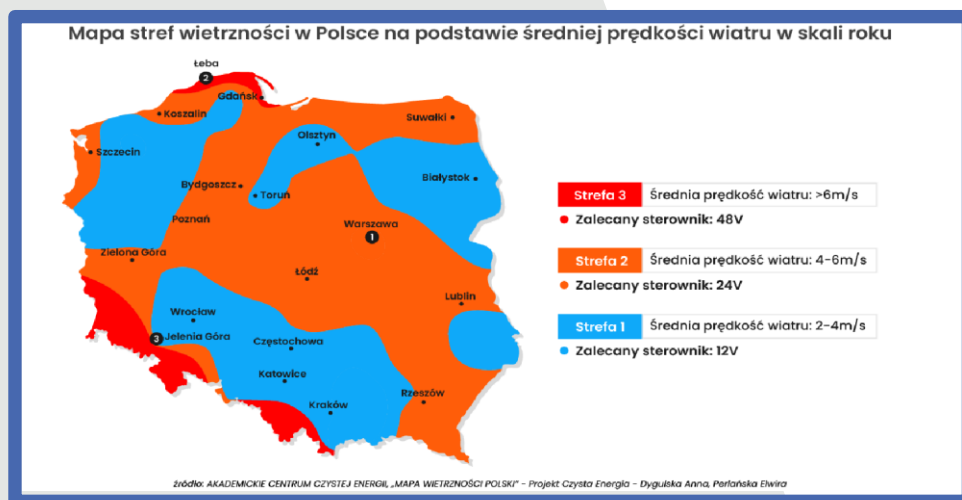 Mapa stref wietrzności w Polsce na podstawie średniej prędkości wiatru w skali roku
Łeba
2
Gdańsk
Koszalin
Suwałki
Olsztyn
Szczecin
Białystok
Bydgoszcz
Toruń
Poznań
Warszawa
1
Zielona Góra
Łódź
Lublin
Wrocław
3
Jelenia Góra
Częstochowa
Katowice
Rzeszów
Kraków
Strefa 3 Średnia prędkość wiatru: >6m/s
Zalecany sterownik: 48V
Strefa 2 Średnia prędkość wiatru: 4-6m/s
Zalecany sterownik: 24V
Strefa 1 Średnia prędkość wiatru: 2-4m/s
Zalecany sterownik: 12V
źródło: AKADEMICKIE CENTRUM CZYSTEJ ENERGII, „MAPA WIETRZNOŚCI POLSKI" - Projekt Czysta Energia - Dygulska Anna, Perlańska Elwira